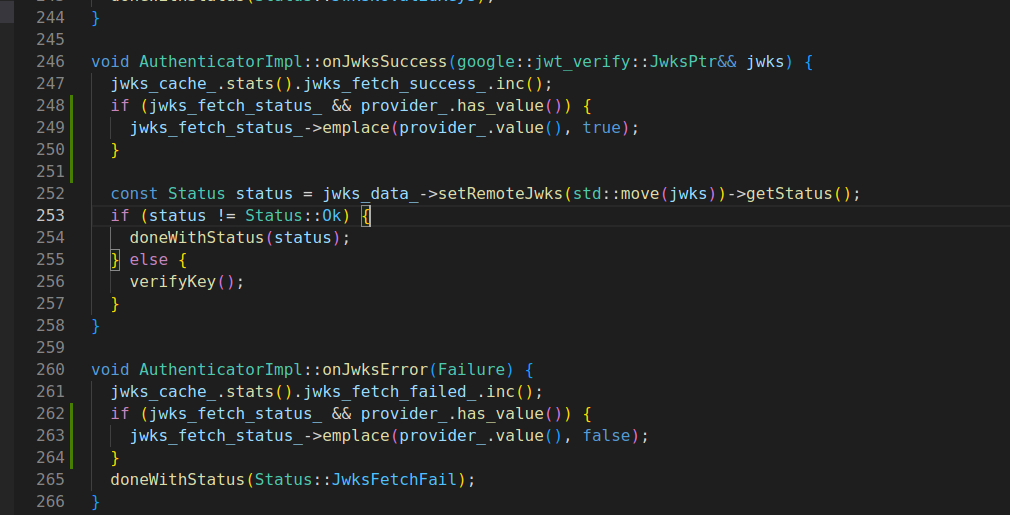 244 }
245
246 void AuthenticatorImpl::onJwksSuccess(google::jwt_verify::JwksPtr&& jwks) {
247   jwks_cache_.stats().jwks_fetch_success_.inc();
248   if (jwks_fetch_status_ && provider_.has_value()) {
249     jwks_fetch_status_->emplace(provider_.value(), true);
250   }
251
252   const Status status = jwks_data_->setRemoteJwks(std::move(jwks))->getStatus();
253   if (status != Status::Ok) {
254     doneWithStatus(status);
255   } else {
256     verifyKey();
257   }
258 }
259
260 void AuthenticatorImpl::onJwksError(Failure) {
261   jwks_cache_.stats().jwks_fetch_failed_.inc();
262   if (jwks_fetch_status_ && provider_.has_value()) {
263     jwks_fetch_status_->emplace(provider_.value(), false);
264   }
265   doneWithStatus(Status::JwksFetchFail);
266 }